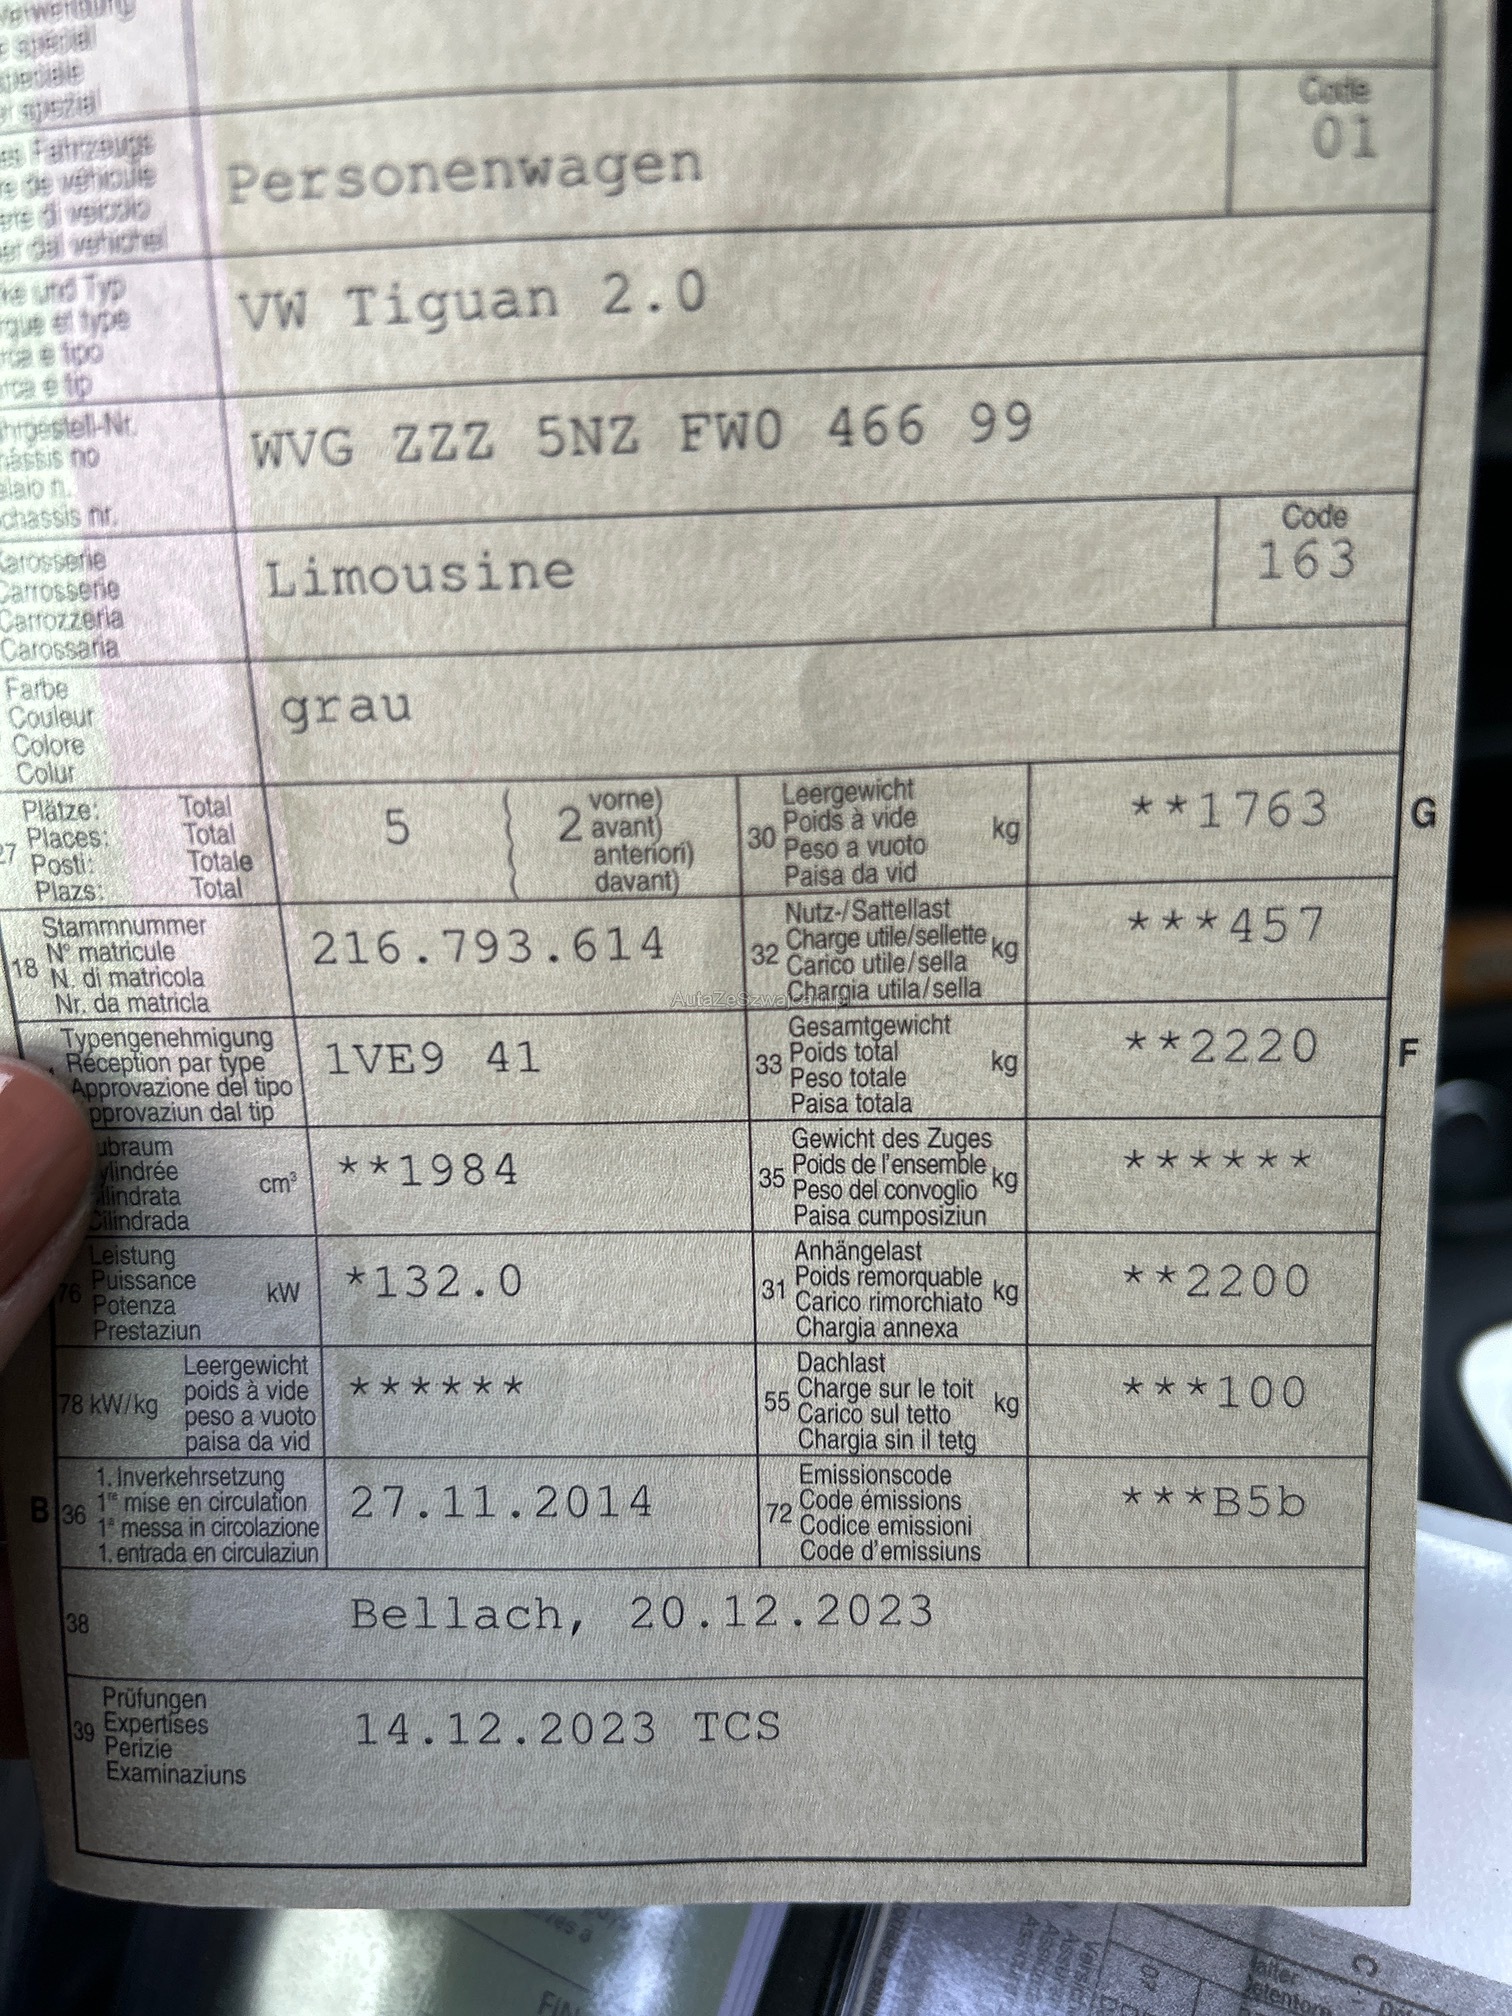 Code
01
Personenwagen
VW Tiguan 2.0
WVG ZZZ 5NZ FW0 466 99
chassis nr.
Code
163
Limousine
Carosserie
Carrosserie
Carrozzeria
Carossaria
Farbe
Couleur
Colore
Colur
grau
27 Plätze: Total
Places: Total
Posti: Totale
Plazs: Total
5 2 vorne)
avant)
anteriori)
davant)
30 Leergewicht
Poids à vide
Peso a vuoto
Paisa da vid
kg **1763 G
18 Stammnummer
N° matricule
N. di matricola
Nr. da matricla
216.793.614
32 Nutz-/Sattellast
Charge utile/sellette
Carico utile/sella
Chargia utila/sella
kg ***457
Typengenehmigung
Réception par type
Approvazione del tipo
pprovaziun dal tip
1VE9 41
33 Gesamtgewicht
Poids total
Peso totale
Paisa totala
kg **2220 F
ubraum
ylindrée
ilindrata
Cilindrada
cm³ **1984
35 Gewicht des Zuges
Poids de l'ensemble
Peso del convoglio
Paisa cumposiziun
kg ******
76 Leistung
Puissance
Potenza
Prestaziun
kW *132.0
31 Anhängelast
Poids remorquable
Carico rimorchiato
Chargia annexa
kg **2200
78 kW/kg Leergewicht
poids à vide
peso a vuoto
paisa da vid
******
55 Dachlast
Charge sur le toit
Carico sul tetto
Chargia sin il tetg
kg ***100
B 36 1. Inverkehrsetzung
1re mise en circulation
1a messa in circolazione
1. entrada en circulaziun
27.11.2014
72 Emissionscode
Code émissions
Codice emissioni
Code d'emissiuns
***B5b
38 Bellach, 20.12.2023
39 Prüfungen
Expertises
Perizie
Examinaziuns
14.12.2023 TCS